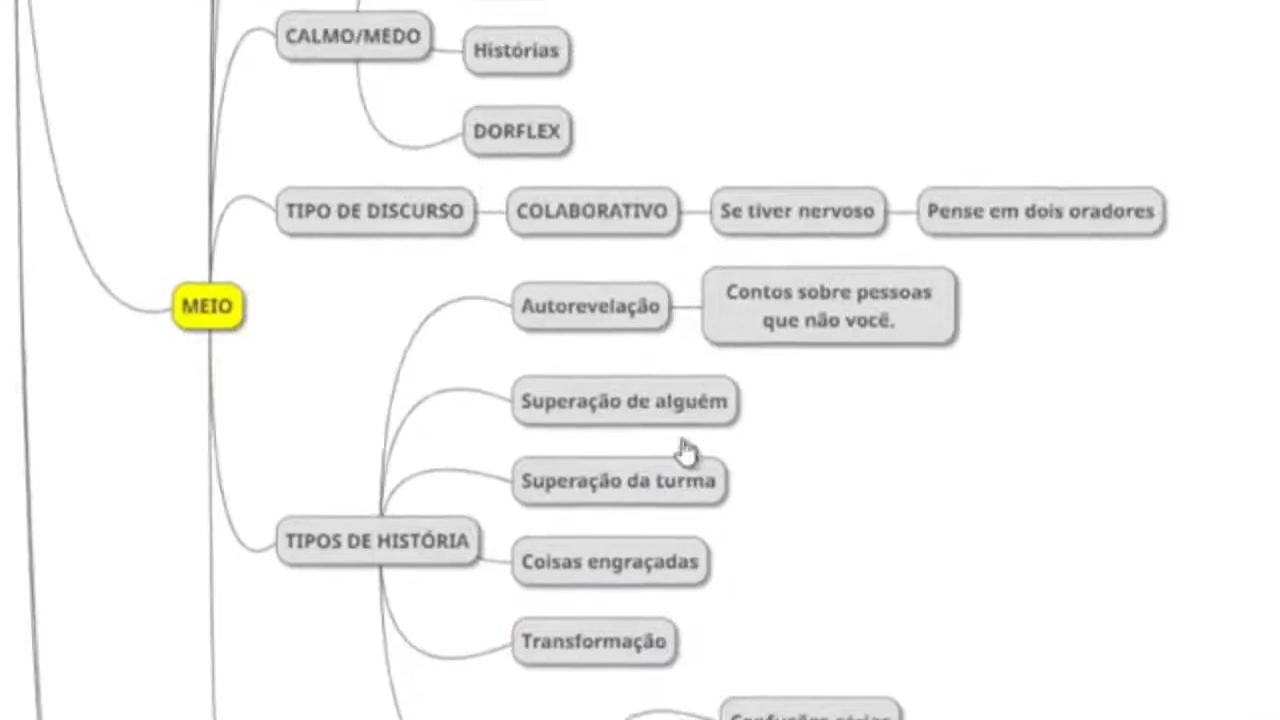 CALMO/MEDO
Histórias
DORFLEX
TIPO DE DISCURSO
COLABORATIVO
Se tiver nervoso
Pense em dois oradores
MEIO
Autorevelação
Contos sobre pessoas
que não você.
Superação de alguém
Superação da turma
TIPOS DE HISTÓRIA
Coisas engraçadas
Transformação